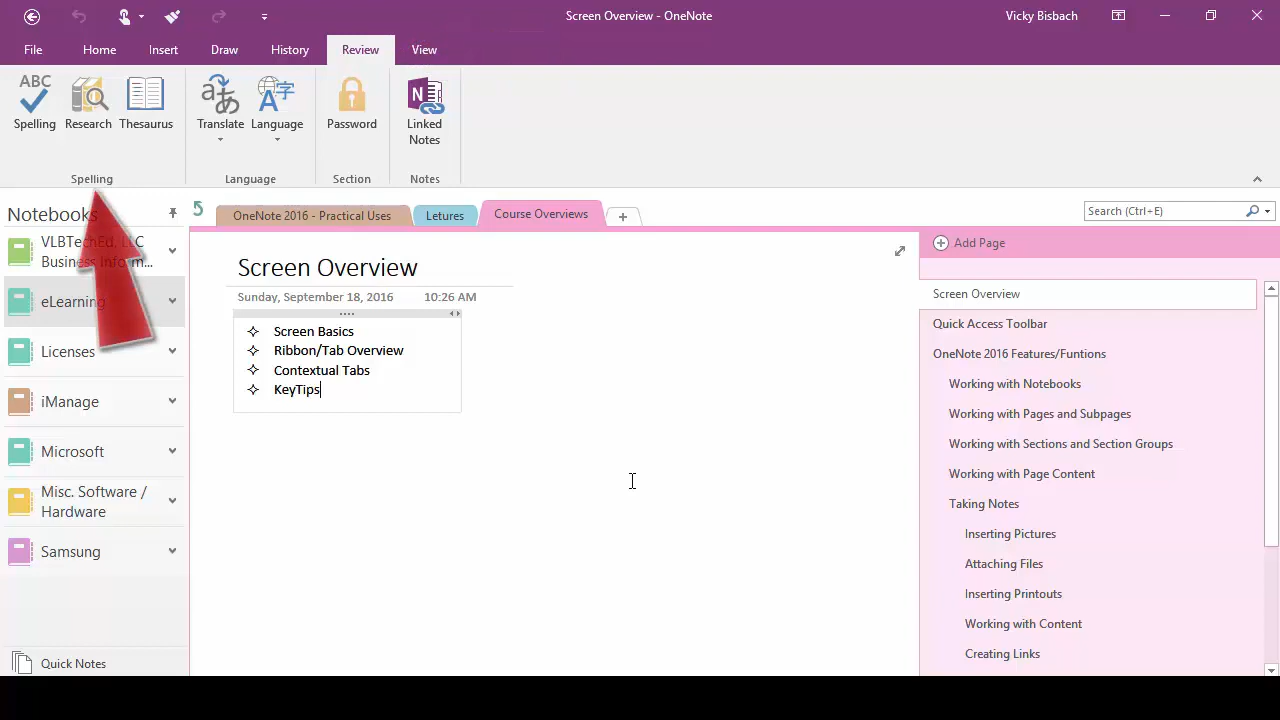 Screen Overview - OneNote
Vicky Bisbach
File Home Insert Draw History Review View
ABC
Spelling Research Thesaurus Translate Language Password Linked Notes
Spelling Language Section Notes
Notebooks
VLBTechEd, LLC
Business Inform...
eLearning
Licenses
iManage
Microsoft
Misc. Software /
Hardware
Samsung
Quick Notes
OneNote 2016 - Practical Uses Letures Course Overviews
Search (Ctrl+E)
Screen Overview
Sunday, September 18, 2016 10:26 AM
Screen Basics
Ribbon/Tab Overview
Contextual Tabs
KeyTips
Add Page
Screen Overview
Quick Access Toolbar
OneNote 2016 Features/Funtions
Working with Notebooks
Working with Pages and Subpages
Working with Sections and Section Groups
Working with Page Content
Taking Notes
Inserting Pictures
Attaching Files
Inserting Printouts
Working with Content
Creating Links